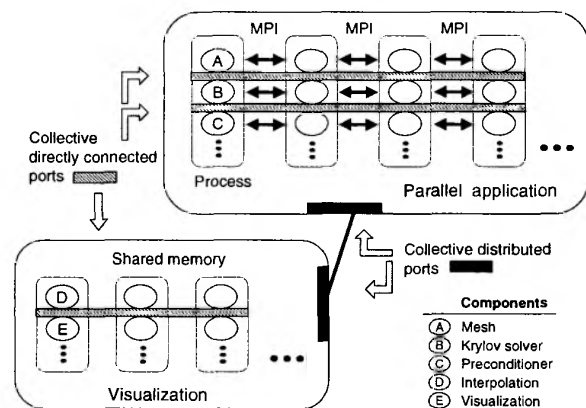 MPI MPI MPI
A
B
C
Collective
directly connected
ports
Process
Parallel application
Shared memory
Collective distributed
ports
D
E
Visualization
Components
A Mesh
B Krylov solver
C Preconditioner
D Interpolation
E Visualization